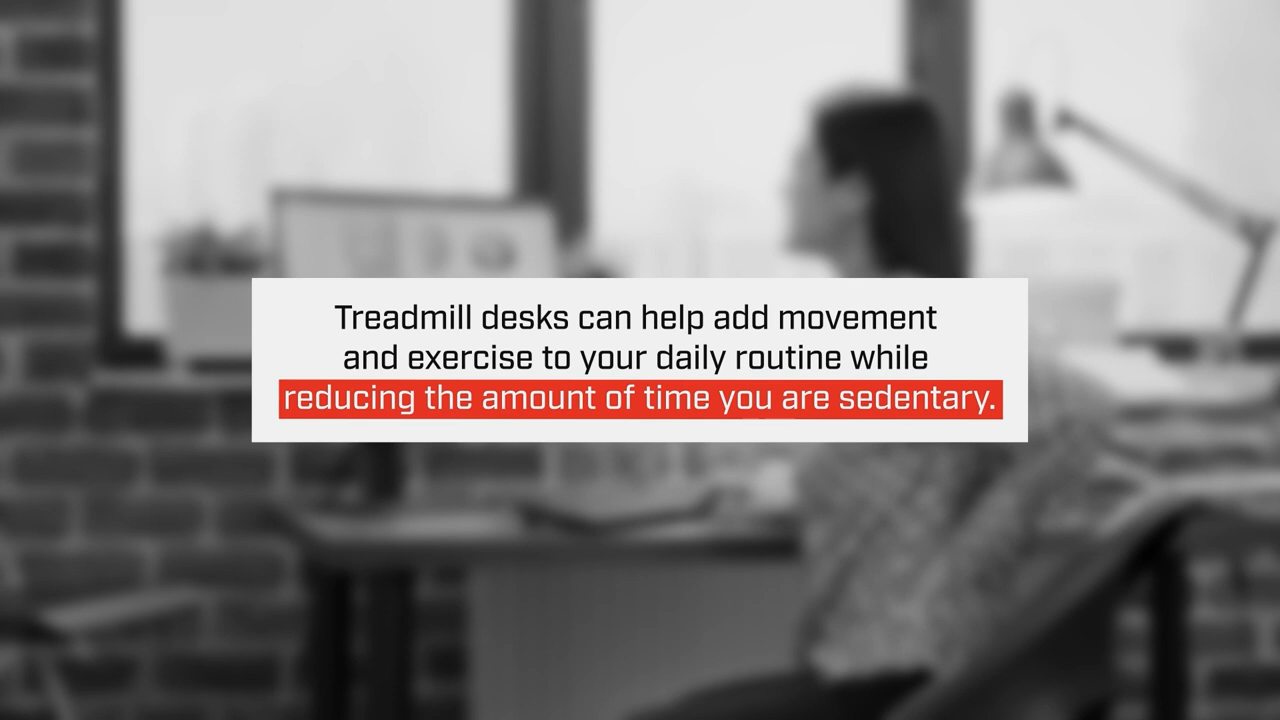 Treadmill desks can help add movement
and exercise to your daily routine while
reducing the amount of time you are sedentary.